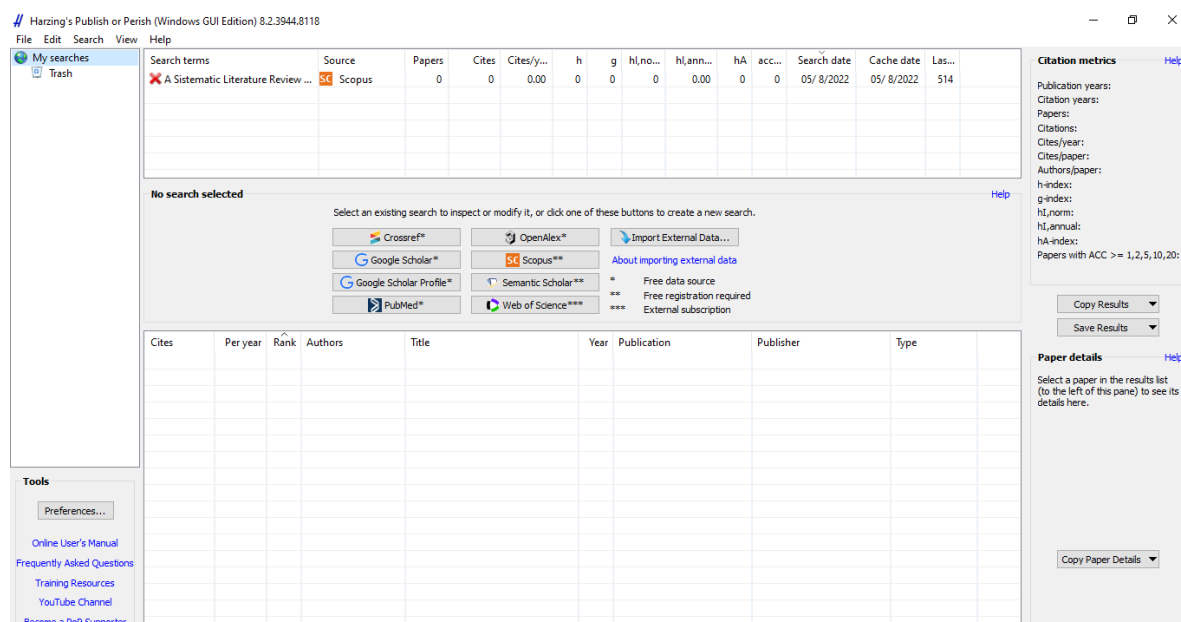 Harzing's Publish or Perish (Windows GUI Edition) 8.2.3944.8118
File Edit Search View Help
My searches
Trash
Search terms Source Papers Cites Cites/y... h g hI,no... hI,ann... hA acc... Search date Cache date Las...
A Sistematic Literature Review ... SC Scopus 0 0 0.00 0 0 0 0.00 0 0 05/ 8/2022 05/ 8/2022 514
No search selected Help
Select an existing search to inspect or modify it, or click one of these buttons to create a new search.
Crossref* OpenAlex* Import External Data...
Google Scholar* SC Scopus** About importing external data
Google Scholar Profile* Semantic Scholar** * Free data source
** Free registration required
PubMed* Web of Science*** *** External subscription
Cites Per year Rank Authors Title Year Publication Publisher Type
Tools
Preferences...
Online User's Manual
Frequently Asked Questions
Training Resources
YouTube Channel
Become a PoP Supporter
Citation metrics Help
Publication years:
Citation years:
Papers:
Citations:
Cites/year:
Cites/paper:
Authors/paper:
h-index:
g-index:
hI,norm:
hI,annual:
hA-index:
Papers with ACC >= 1,2,5,10,20:
Copy Results
Save Results
Paper details Help
Select a paper in the results list
(to the left of this pane) to see its
details here.
Copy Paper Details